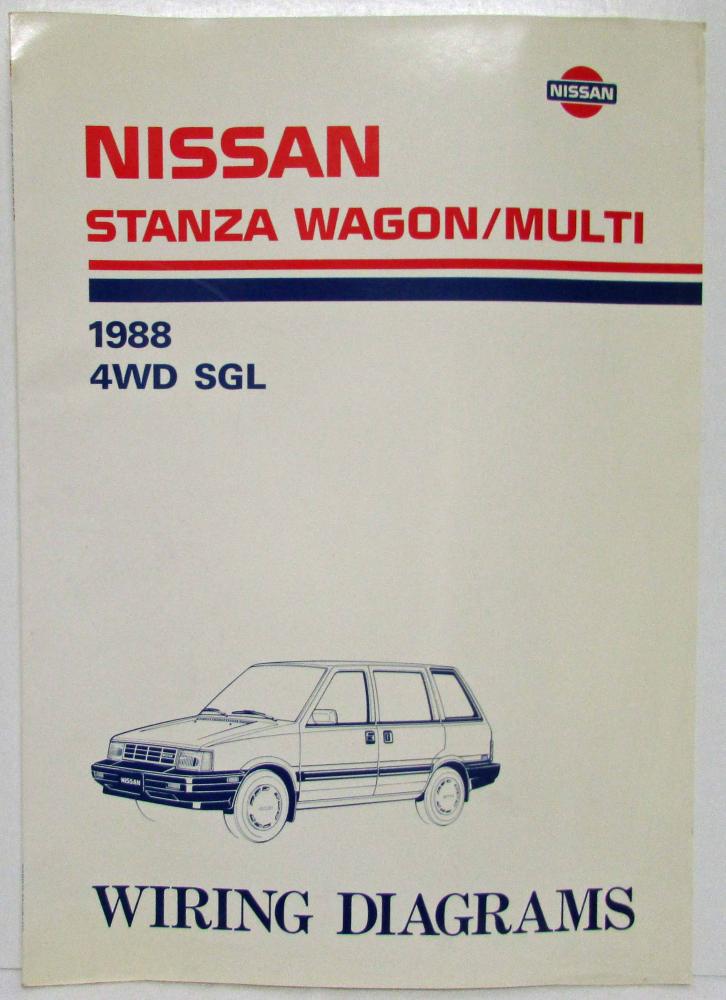 NISSAN
NISSAN
STANZA WAGON/MULTI
1988
4WD SGL
NISSAN
WIRING DIAGRAMS